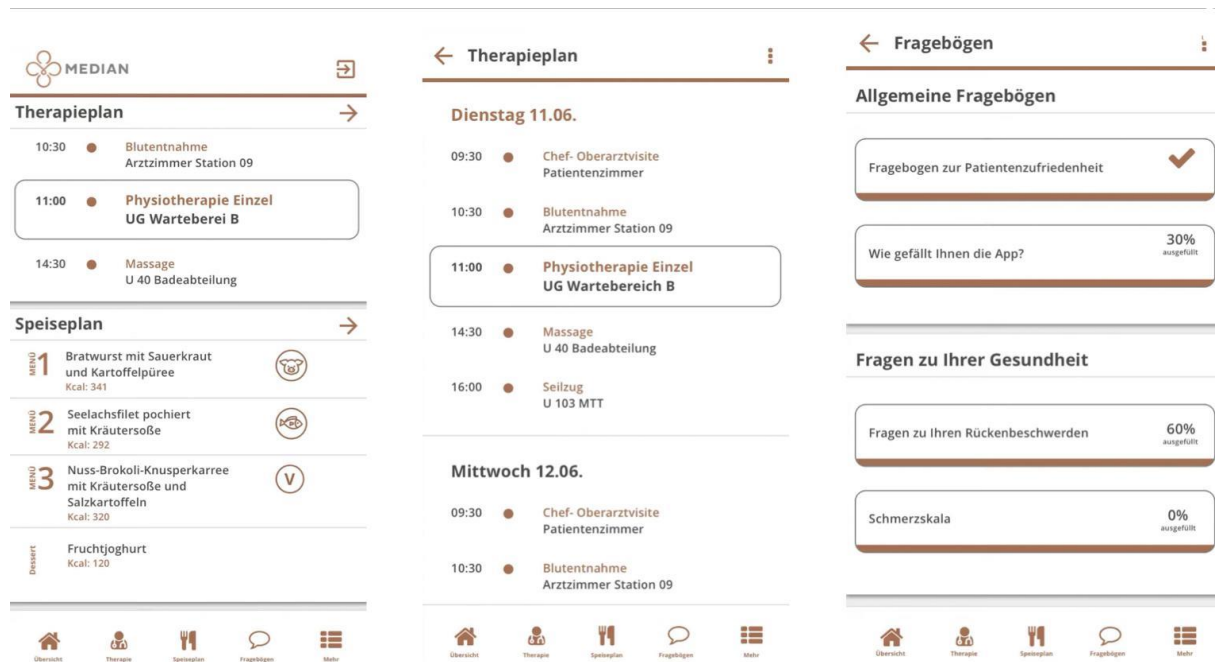 MEDIAN
Therapieplan
10:30
Blutentnahme
Arztzimmer Station 09
11:00
Physiotherapie Einzel
UG Warteberei B
14:30
Massage
U 40 Badeabteilung
Speiseplan
MENÜ 1
Bratwurst mit Sauerkraut
und Kartoffelpüree
Kcal: 341
MENÜ 2
Seelachsfilet pochiert
mit Kräutersoße
Kcal: 292
MENÜ 3
Nuss-Brokoli-Knusperkarree
mit Kräutersoße und
Salzkartoffeln
Kcal: 320
V
Dessert
Fruchtjoghurt
Kcal: 120
Übersicht
Therapie
Speiseplan
Fragebögen
Mehr
Therapieplan
Dienstag 11.06.
09:30
Chef- Oberarztvisite
Patientenzimmer
10:30
Blutentnahme
Arztzimmer Station 09
11:00
Physiotherapie Einzel
UG Wartebereich B
14:30
Massage
U 40 Badeabteilung
16:00
Seilzug
U 103 MTT
Mittwoch 12.06.
09:30
Chef- Oberarztvisite
Patientenzimmer
10:30
Blutentnahme
Arztzimmer Station 09
Übersicht
Therapie
Speiseplan
Fragebögen
Mehr
Fragebögen
Allgemeine Fragebögen
Fragebogen zur Patientenzufriedenheit
Wie gefällt Ihnen die App?
30%
ausgefüllt
Fragen zu Ihrer Gesundheit
Fragen zu Ihren Rückenbeschwerden
60%
ausgefüllt
Schmerzskala
0%
ausgefüllt
Übersicht
Therapie
Speiseplan
Fragebögen
Mehr